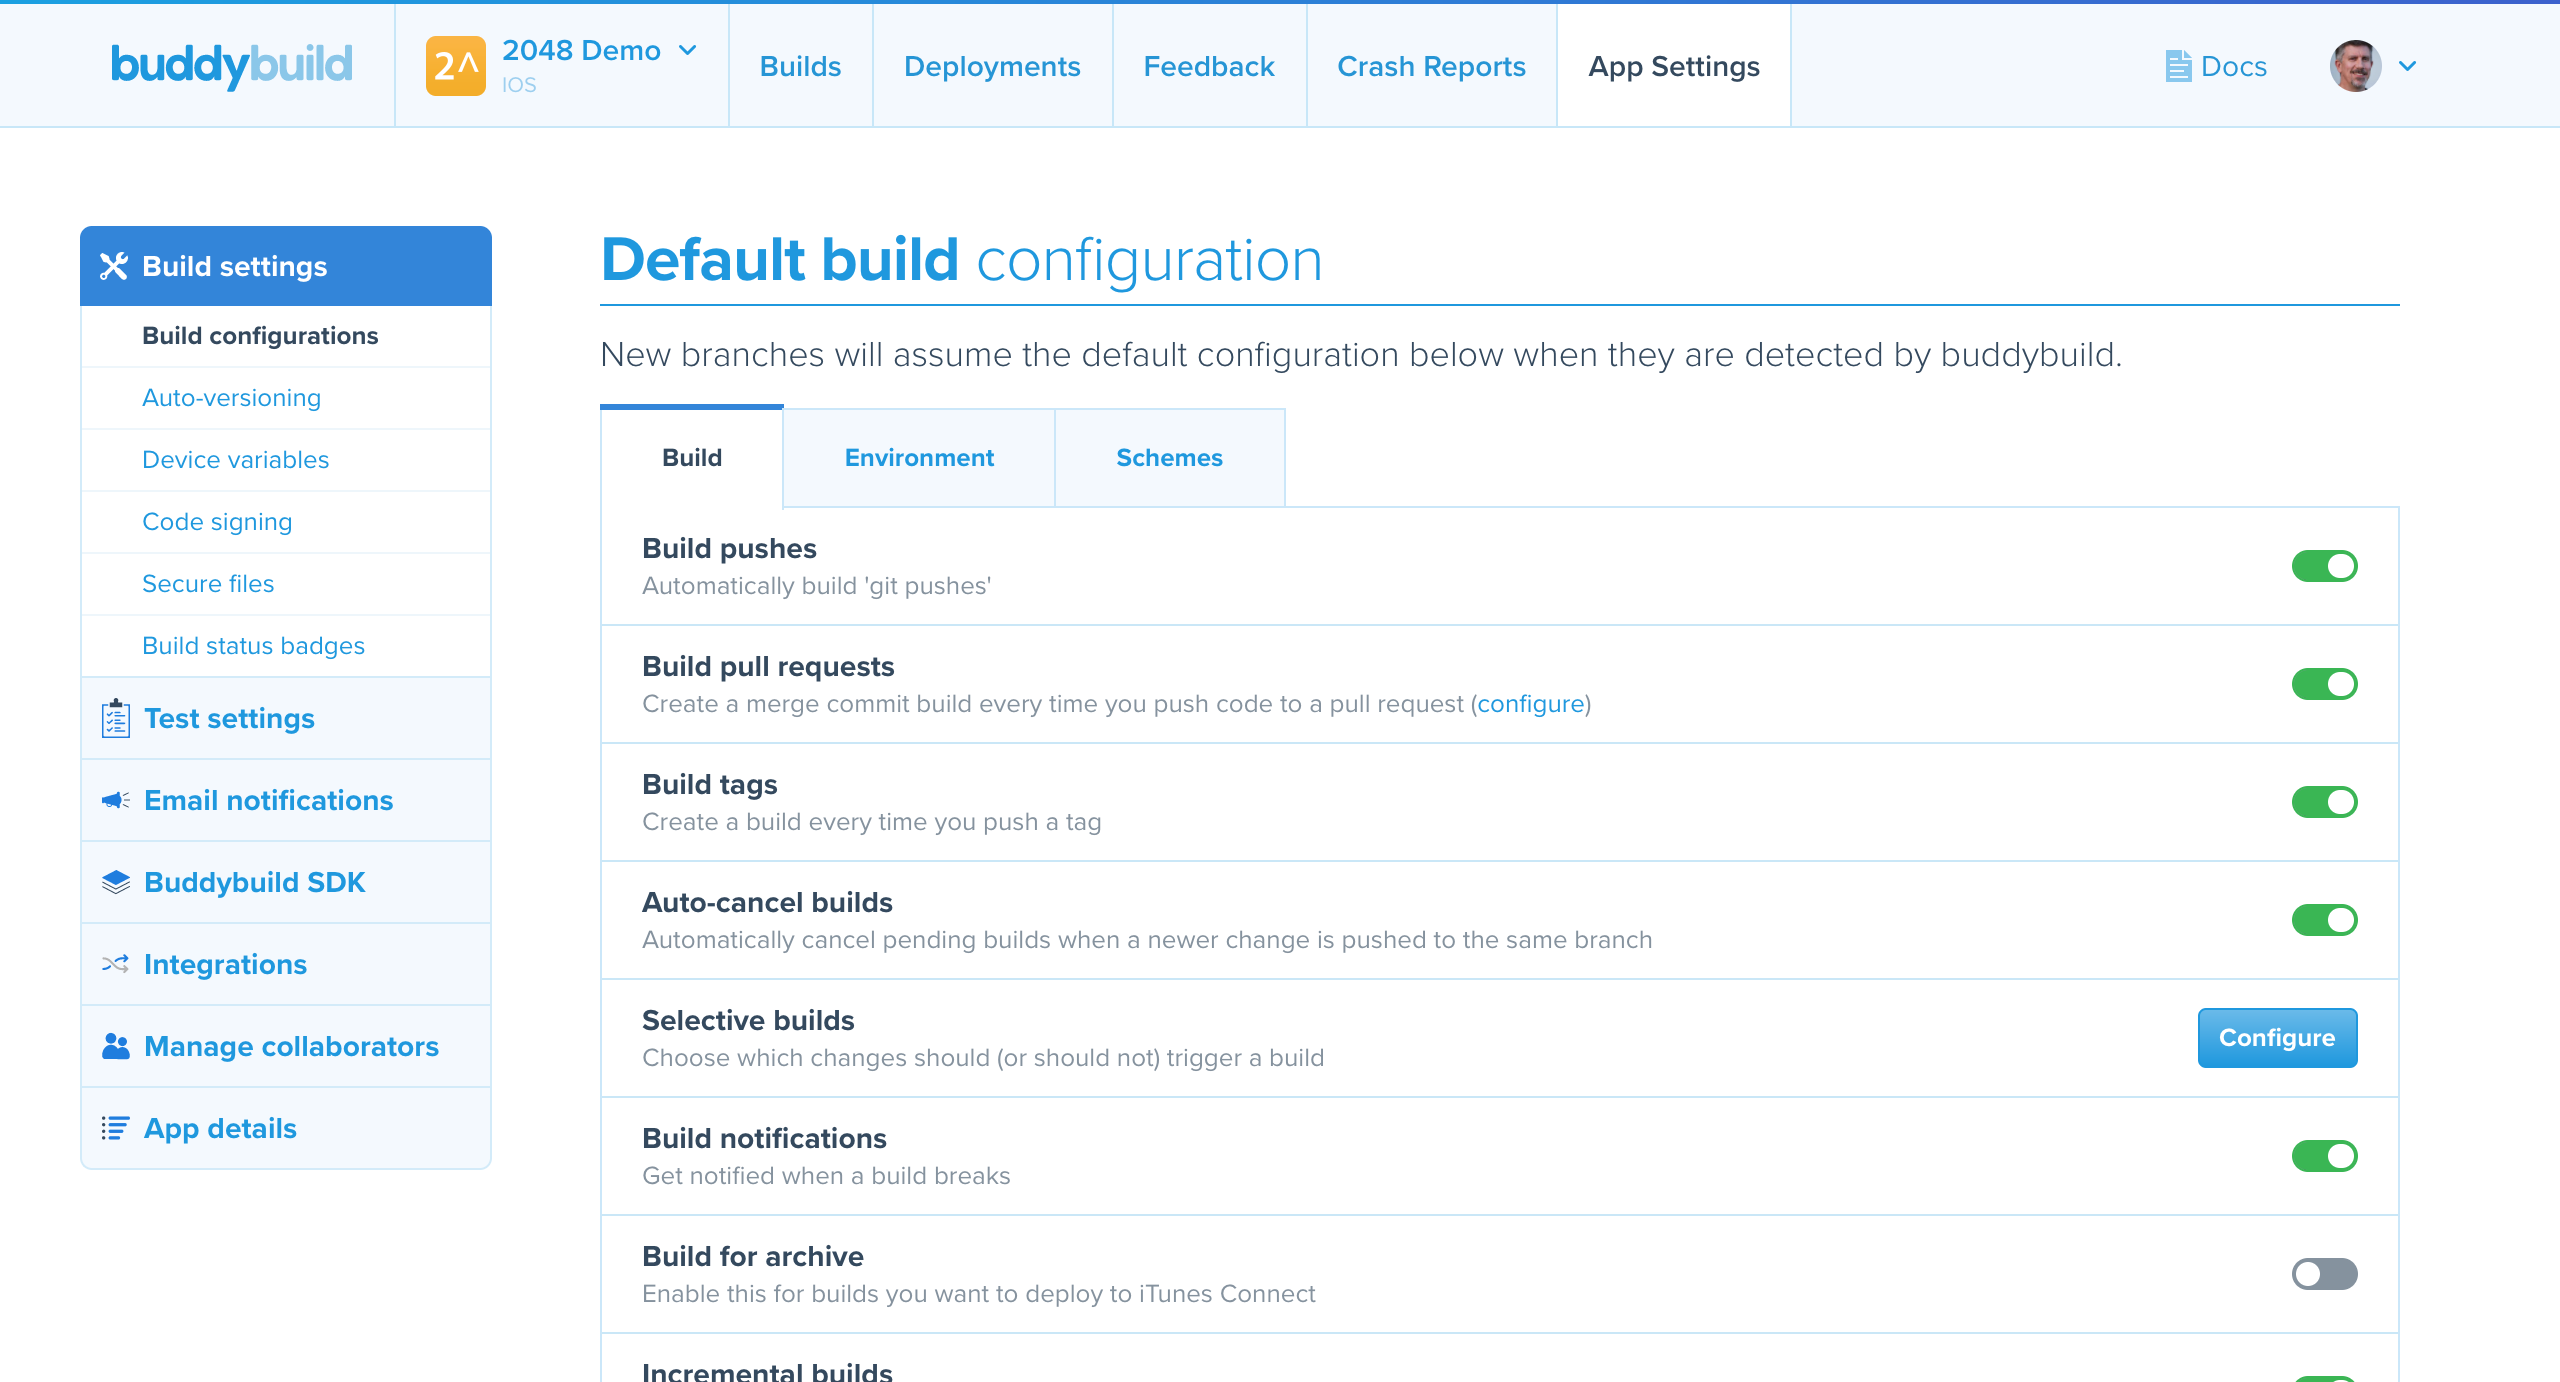 buddybuild
2^
2048 Demo
IOS
Builds
Deployments
Feedback
Crash Reports
App Settings
Docs
Build settings
Build configurations
Auto-versioning
Device variables
Code signing
Secure files
Build status badges
Test settings
Email notifications
Buddybuild SDK
Integrations
Manage collaborators
App details
Default build configuration
New branches will assume the default configuration below when they are detected by buddybuild.
Build
Environment
Schemes
Build pushes
Automatically build 'git pushes'
Build pull requests
Create a merge commit build every time you push code to a pull request (configure)
Build tags
Create a build every time you push a tag
Auto-cancel builds
Automatically cancel pending builds when a newer change is pushed to the same branch
Selective builds
Choose which changes should (or should not) trigger a build
Configure
Build notifications
Get notified when a build breaks
Build for archive
Enable this for builds you want to deploy to iTunes Connect
Incremental builds